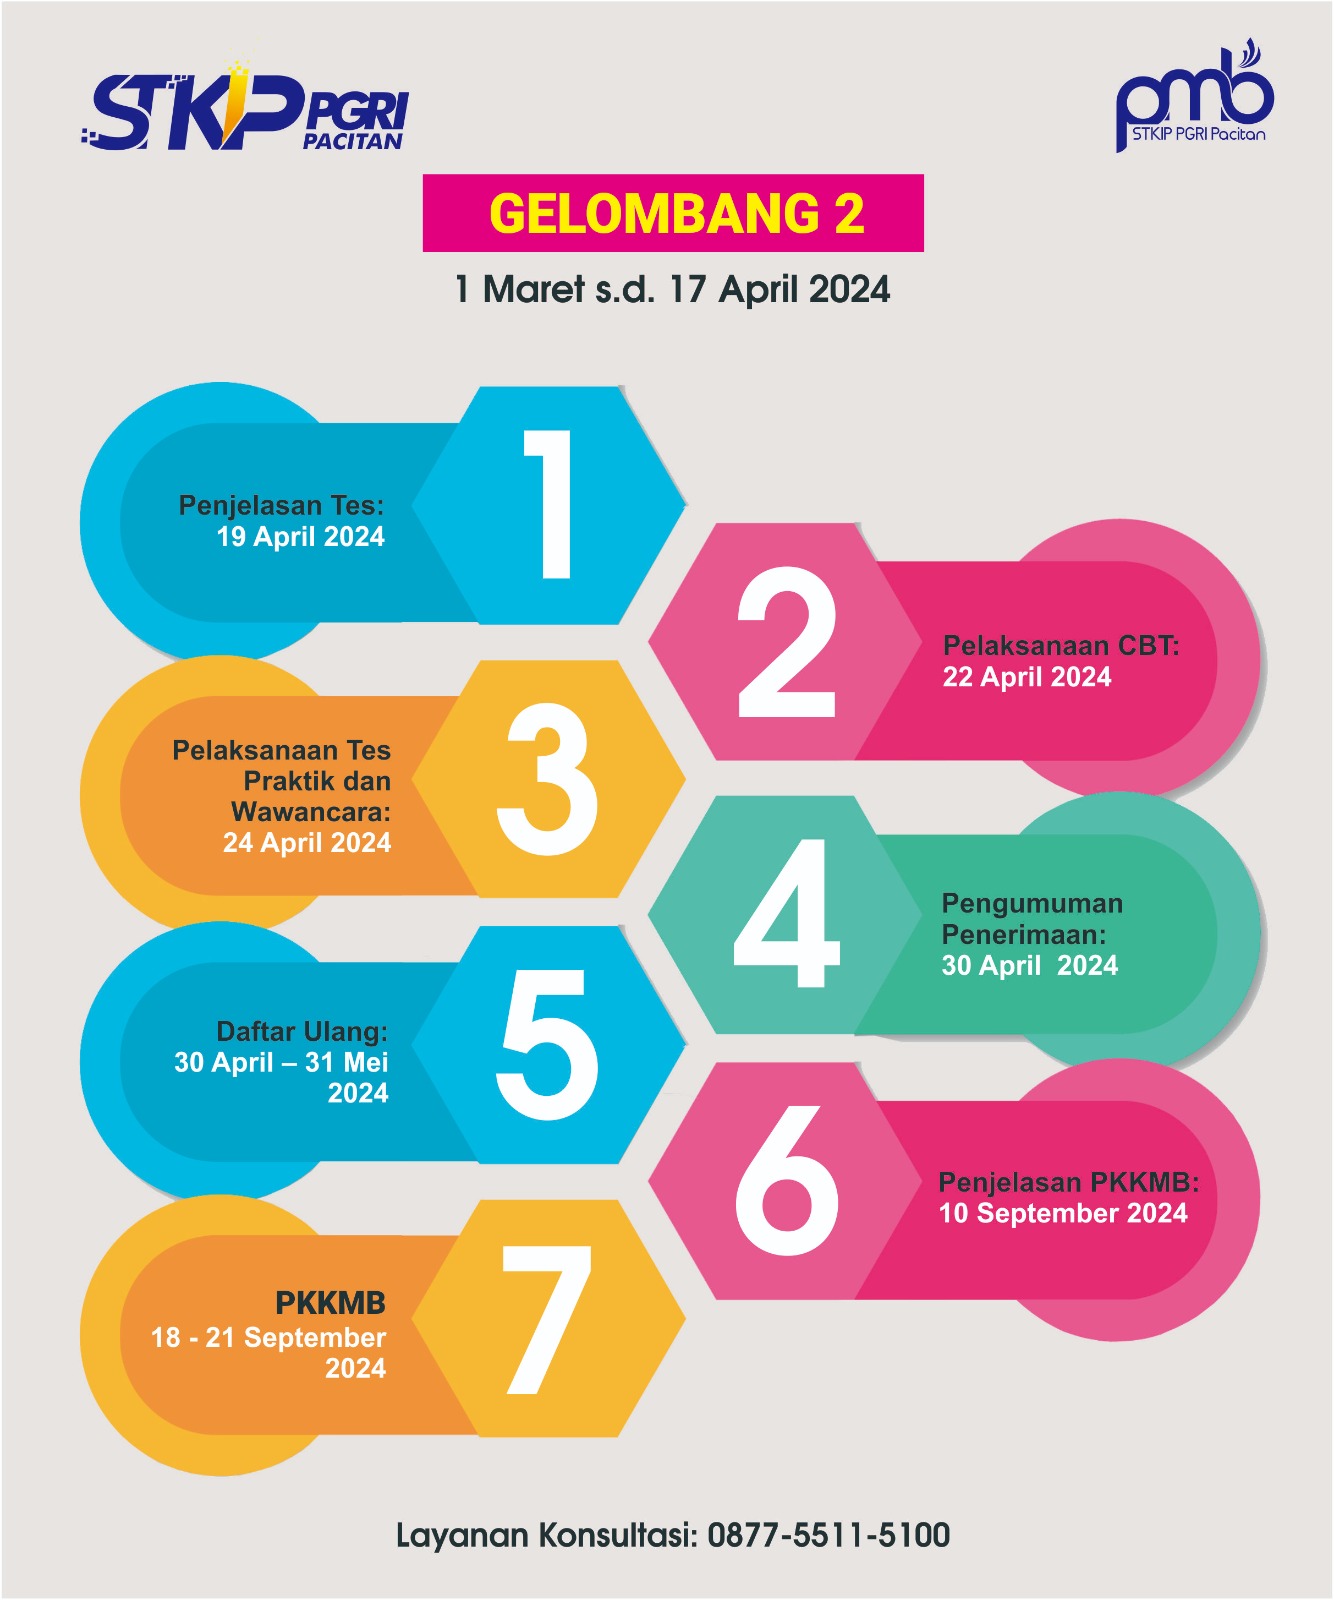 STKIP PGRI
PACITAN
pmb
STKIP PGRI Pacitan
GELOMBANG 2
1 Maret s.d. 17 April 2024
1
Penjelasan Tes:
19 April 2024
2
Pelaksanaan CBT:
22 April 2024
3
Pelaksanaan Tes
Praktik dan
Wawancara:
24 April 2024
4
Pengumuman
Penerimaan:
30 April  2024
5
Daftar Ulang:
30 April – 31 Mei
2024
6
Penjelasan PKKMB:
10 September 2024
7
PKKMB
18 - 21 September
2024
Layanan Konsultasi: 0877-5511-5100